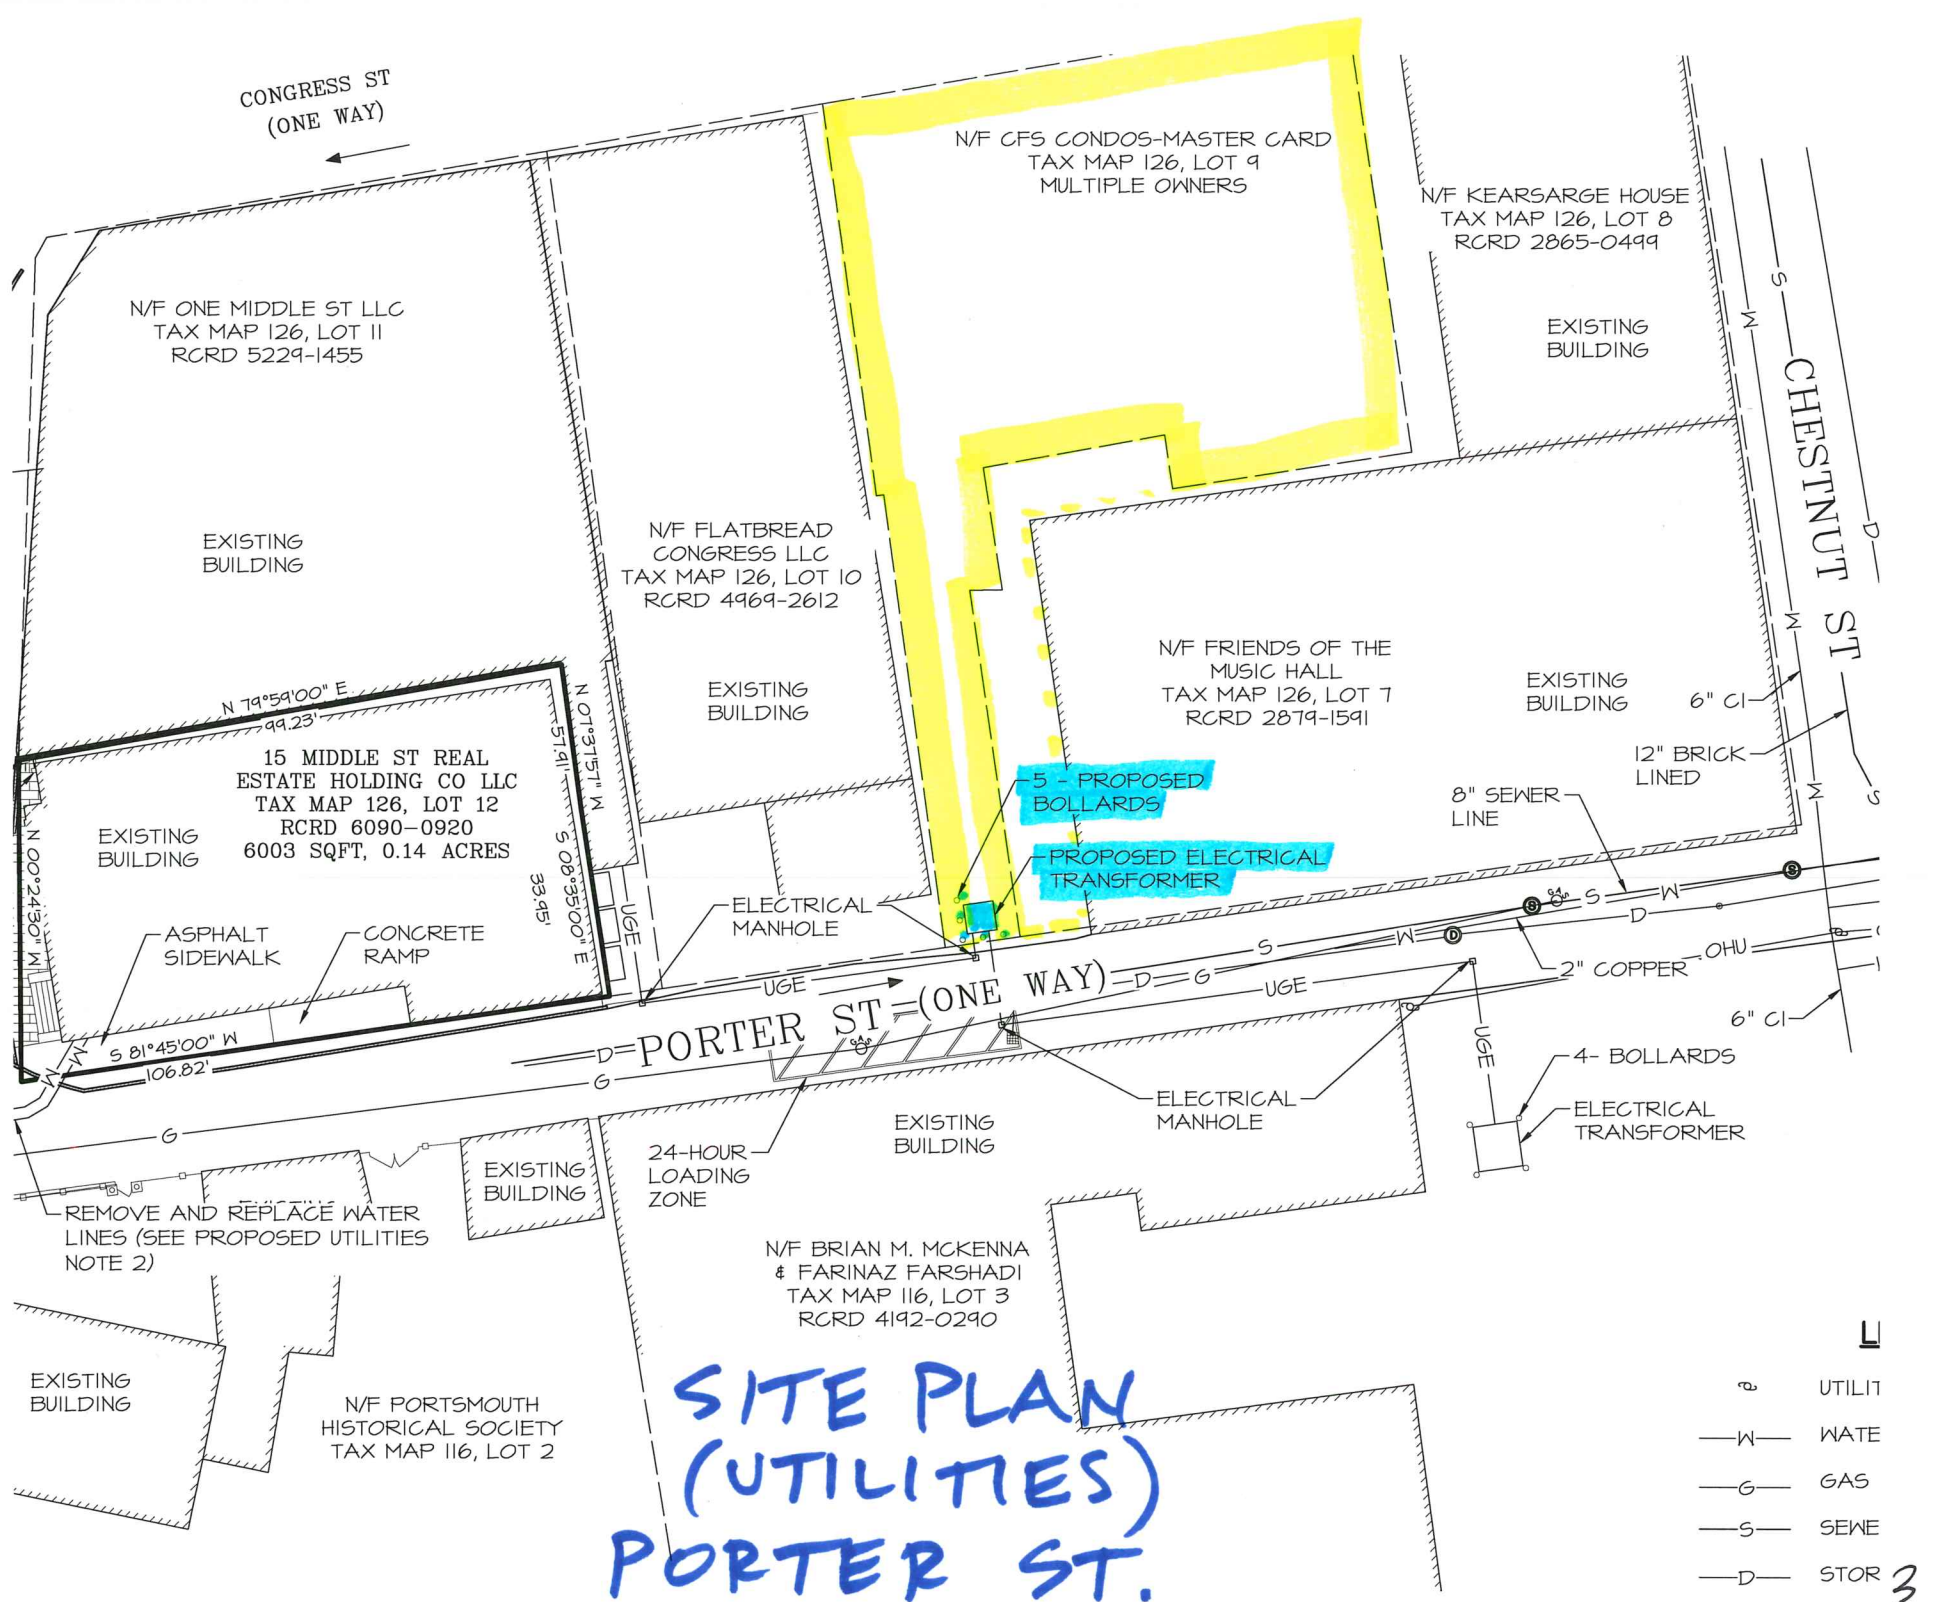 CONGRESS ST
(ONE WAY)
N/F CFS CONDOS-MASTER CARD
TAX MAP 126, LOT 9
MULTIPLE OWNERS
N/F KEARSARGE HOUSE
TAX MAP 126, LOT 8
RCRD 2865-0499
EXISTING
BUILDING
N/F ONE MIDDLE ST LLC
TAX MAP 126, LOT 11
RCRD 5229-1455
EXISTING
BUILDING
N/F FLATBREAD
CONGRESS LLC
TAX MAP 126, LOT 10
RCRD 4969-2612
EXISTING
BUILDING
N/F FRIENDS OF THE
MUSIC HALL
TAX MAP 126, LOT 7
RCRD 2879-1591
EXISTING
BUILDING
S
W
CHESTNUT ST
D
W
6" CI
12" BRICK
LINED
W
S
8" SEWER
LINE
N 79°59'00" E
99.23'
N 07°37'57" W
57.91'
15 MIDDLE ST REAL
ESTATE HOLDING CO LLC
TAX MAP 126, LOT 12
RCRD 6090-0920
6003 SQFT, 0.14 ACRES
EXISTING
BUILDING
N 00°24'30" W
S 08°35'00" E
33.95'
5 - PROPOSED
BOLLARDS
PROPOSED ELECTRICAL
TRANSFORMER
ELECTRICAL
MANHOLE
UGE
ASPHALT
SIDEWALK
CONCRETE
RAMP
S 81°45'00" W
106.82'
W
W
UGE
PORTER ST (ONE WAY)
D
G
S
W
D
S
W
S
S
D
D
G
UGE
2" COPPER
OHU
6" CI
UGE
4- BOLLARDS
ELECTRICAL
TRANSFORMER
ELECTRICAL
MANHOLE
GAS
GAS
G
24-HOUR
LOADING
ZONE
EXISTING
BUILDING
EXISTING
BUILDING
REMOVE AND REPLACE WATER
LINES (SEE PROPOSED UTILITIES
NOTE 2)
EXISTING
N/F BRIAN M. MCKENNA
& FARINAZ FARSHADI
TAX MAP 116, LOT 3
RCRD 4192-0290
EXISTING
BUILDING
N/F PORTSMOUTH
HISTORICAL SOCIETY
TAX MAP 116, LOT 2
SITE PLAN
(UTILITIES)
PORTER ST.
UTILIT
W WATE
G GAS
S SEWE
D STOR
3